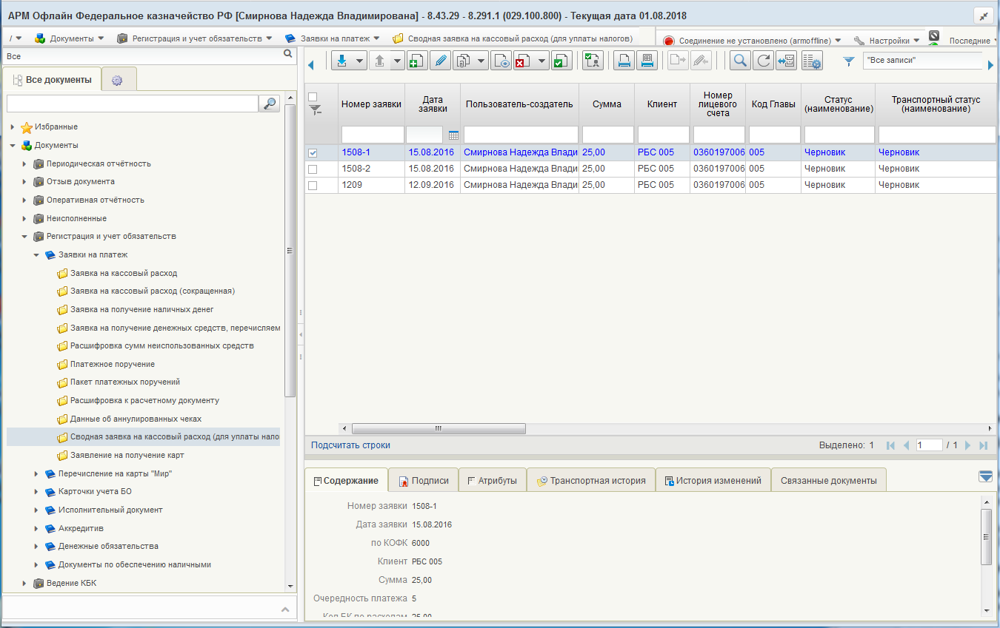 АРМ Офлайн Федеральное казначейство РФ [Смирнова Надежда Владимировна] - 8.43.29 - 8.291.1 (029.100.800) - Текущая дата 01.08.2018
/ Документы Регистрация и учет обязательств Заявки на платеж Сводная заявка на кассовый расход (для уплаты налогов) Соединение не установлено (armoffline) Настройки Последние
Все
"Все записи"
Все документы
Избранные
Документы
Периодическая отчётность
Отзыв документа
Оперативная отчётность
Неисполненные
Регистрация и учет обязательств
Заявки на платеж
Заявка на кассовый расход
Заявка на кассовый расход (сокращенная)
Заявка на получение наличных денег
Заявка на получение денежных средств, перечисляем
Расшифровка сумм неиспользованных средств
Платежное поручение
Пакет платежных поручений
Расшифровка к расчетному документу
Данные об аннулированных чеках
Сводная заявка на кассовый расход (для уплаты нало
Заявление на получение карт
Перечисление на карты "Мир"
Карточки учета БО
Исполнительный документ
Аккредитив
Денежные обязательства
Документы по обеспечению наличными
Ведение КБК
Номер заявки Дата заявки Пользователь-создатель Сумма Клиент Номер лицевого счета Код Главы Статус (наименование) Транспортный статус (наименование)
1508-1 15.08.2016 Смирнова Надежда Влади 25,00 РБС 005 0360197006 005 Черновик Черновик
1508-2 15.08.2016 Смирнова Надежда Влади 25,00 РБС 005 0360197006 005 Черновик Черновик
1209 12.09.2016 Смирнова Надежда Влади 25,00 РБС 005 0360197006 005 Черновик Черновик
Подсчитать строки Выделено: 1 1 / 1
Содержание Подписи Атрибуты Транспортная история История изменений Связанные документы
Номер заявки 1508-1
Дата заявки 15.08.2016
по КОФК 6000
Клиент РБС 005
Сумма 25,00
Очередность платежа 5
Код БК по расходам 25,00